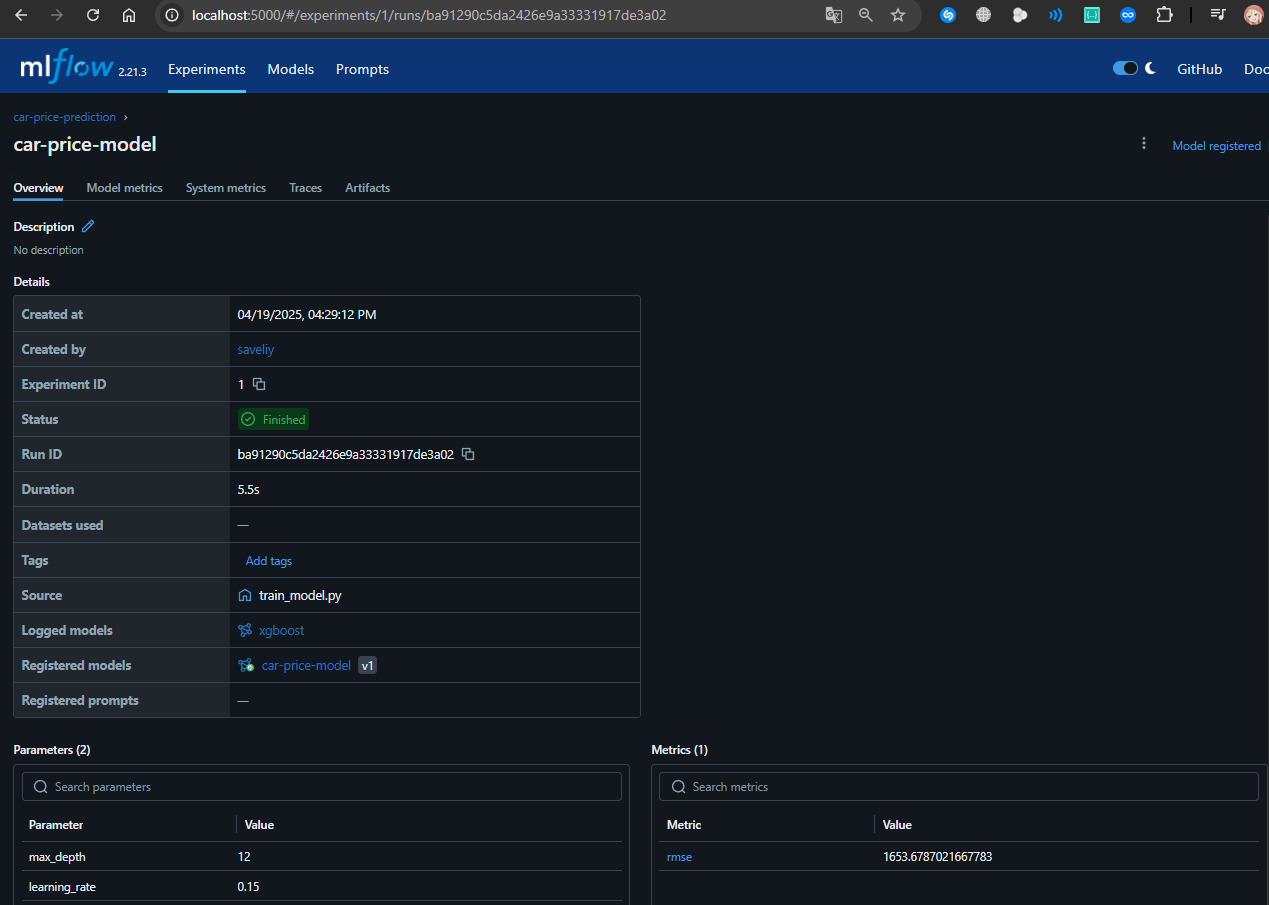 localhost:5000/#/experiments/1/runs/ba91290c5da2426e9a33331917de3a02
mlflow 2.21.3 Experiments Models Prompts GitHub Doc
car-price-prediction ›
car-price-model
Model registered
Overview Model metrics System metrics Traces Artifacts
Description
No description
Details
Created at 04/19/2025, 04:29:12 PM
Created by saveliy
Experiment ID 1
Status Finished
Run ID ba91290c5da2426e9a33331917de3a02
Duration 5.5s
Datasets used —
Tags Add tags
Source train_model.py
Logged models xgboost
Registered models car-price-model v1
Registered prompts —
Parameters (2) Metrics (1)
Search parameters Search metrics
Parameter Value Metric Value
max_depth 12 rmse 1653.6787021667783
learning_rate 0.15